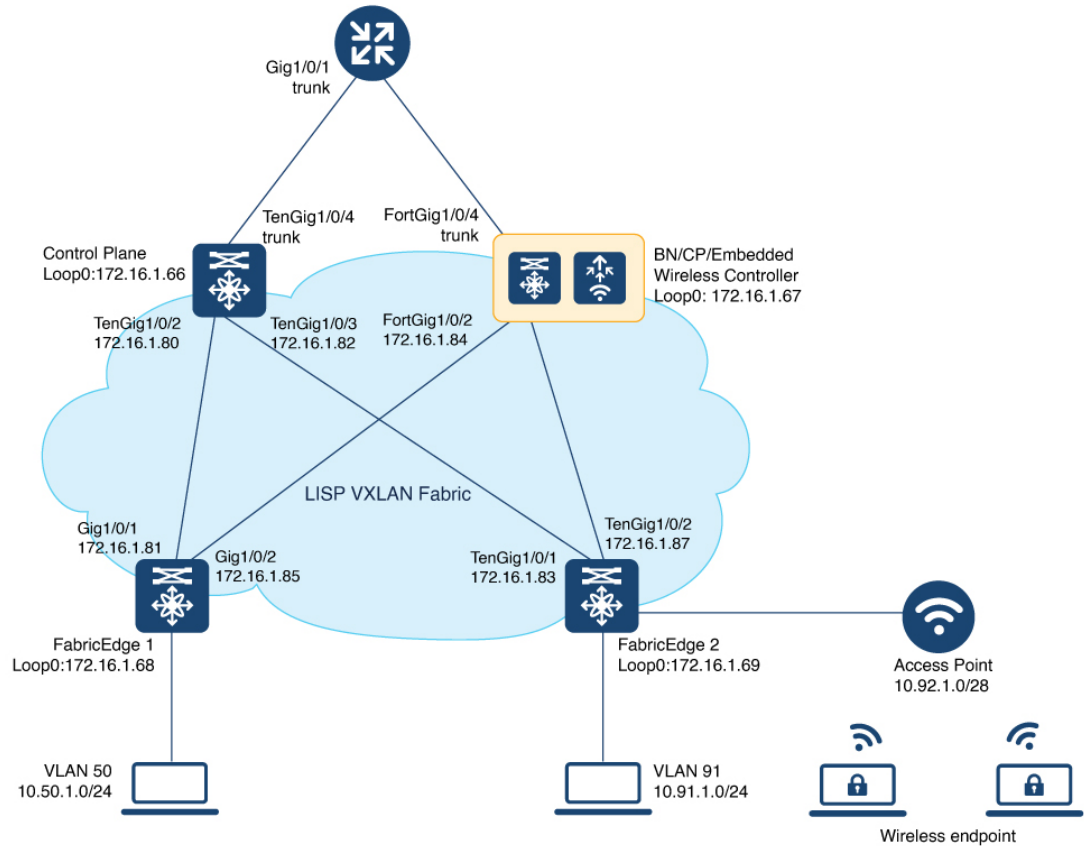 Gig1/0/1
trunk
TenGig1/0/4
trunk
FortGig1/0/4
trunk
Control Plane
Loop0:172.16.1.66
BN/CP/Embedded
Wireless Controller
Loop0: 172.16.1.67
TenGig1/0/2
172.16.1.80
TenGig1/0/3
172.16.1.82
FortGig1/0/2
172.16.1.84
LISP VXLAN Fabric
Gig1/0/1
172.16.1.81
Gig1/0/2
172.16.1.85
TenGig1/0/1
172.16.1.83
TenGig1/0/2
172.16.1.87
FabricEdge 1
Loop0:172.16.1.68
FabricEdge 2
Loop0:172.16.1.69
Access Point
10.92.1.0/28
VLAN 50
10.50.1.0/24
VLAN 91
10.91.1.0/24
Wireless endpoint